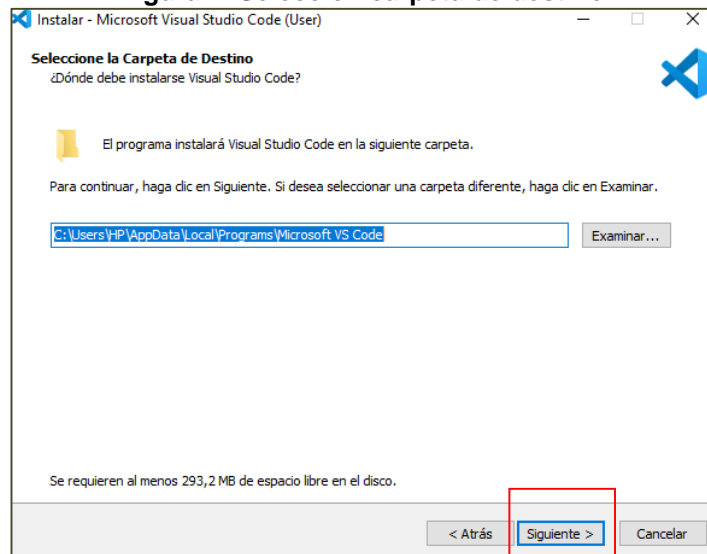 Instalar - Microsoft Visual Studio Code (User)
Seleccione la Carpeta de Destino
¿Dónde debe instalarse Visual Studio Code?
El programa instalará Visual Studio Code en la siguiente carpeta.
Para continuar, haga clic en Siguiente. Si desea seleccionar una carpeta diferente, haga clic en Examinar.
C:\Users\HP\AppData\Local\Programs\Microsoft VS Code
Examinar...
Se requieren al menos 293,2 MB de espacio libre en el disco.
< Atrás Siguiente > Cancelar